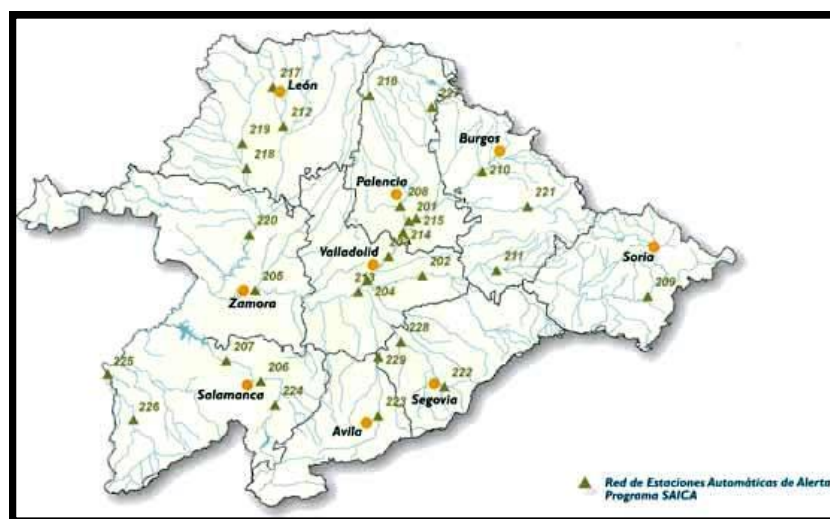 217
León
216
212
219
218
Burgos
210
Palencia
208
201
215
221
214
220
Valladolid
202
211
Soria
209
213
204
205
Zamora
228
207
229
225
206
222
Salamanca
224
Segovia
226
223
Avila
Red de Estaciones Automáticas de Alerta
Programa SAICA